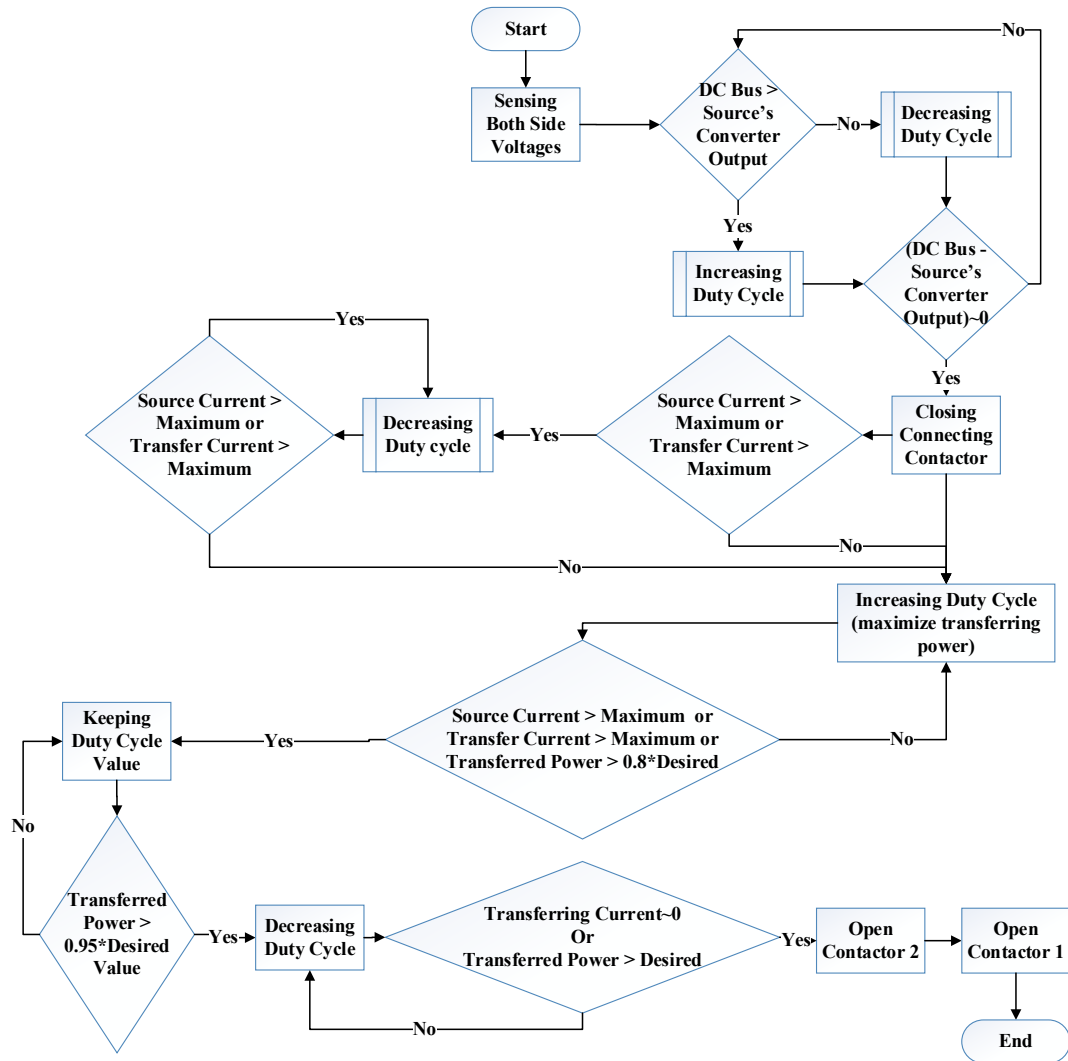 Start
No
Sensing
Both Side
Voltages
DC Bus >
Source's
Converter
Output
No
Decreasing
Duty Cycle
Yes
Increasing
Duty Cycle
(DC Bus -
Source's
Converter
Output)~0
Yes
Yes
Source Current >
Maximum or
Transfer Current >
Maximum
Decreasing
Duty cycle
Yes
Source Current >
Maximum or
Transfer Current >
Maximum
Closing
Connecting
Contactor
No
No
Increasing Duty Cycle
(maximize transferring
power)
Keeping
Duty Cycle
Value
Yes
Source Current > Maximum or
Transfer Current > Maximum or
Transferred Power > 0.8*Desired
No
No
Transferred
Power >
0.95*Desired
Value
Yes
Decreasing
Duty Cycle
Transferring Current~0
Or
Transferred Power > Desired
Yes
Open
Contactor 2
Open
Contactor 1
No
End